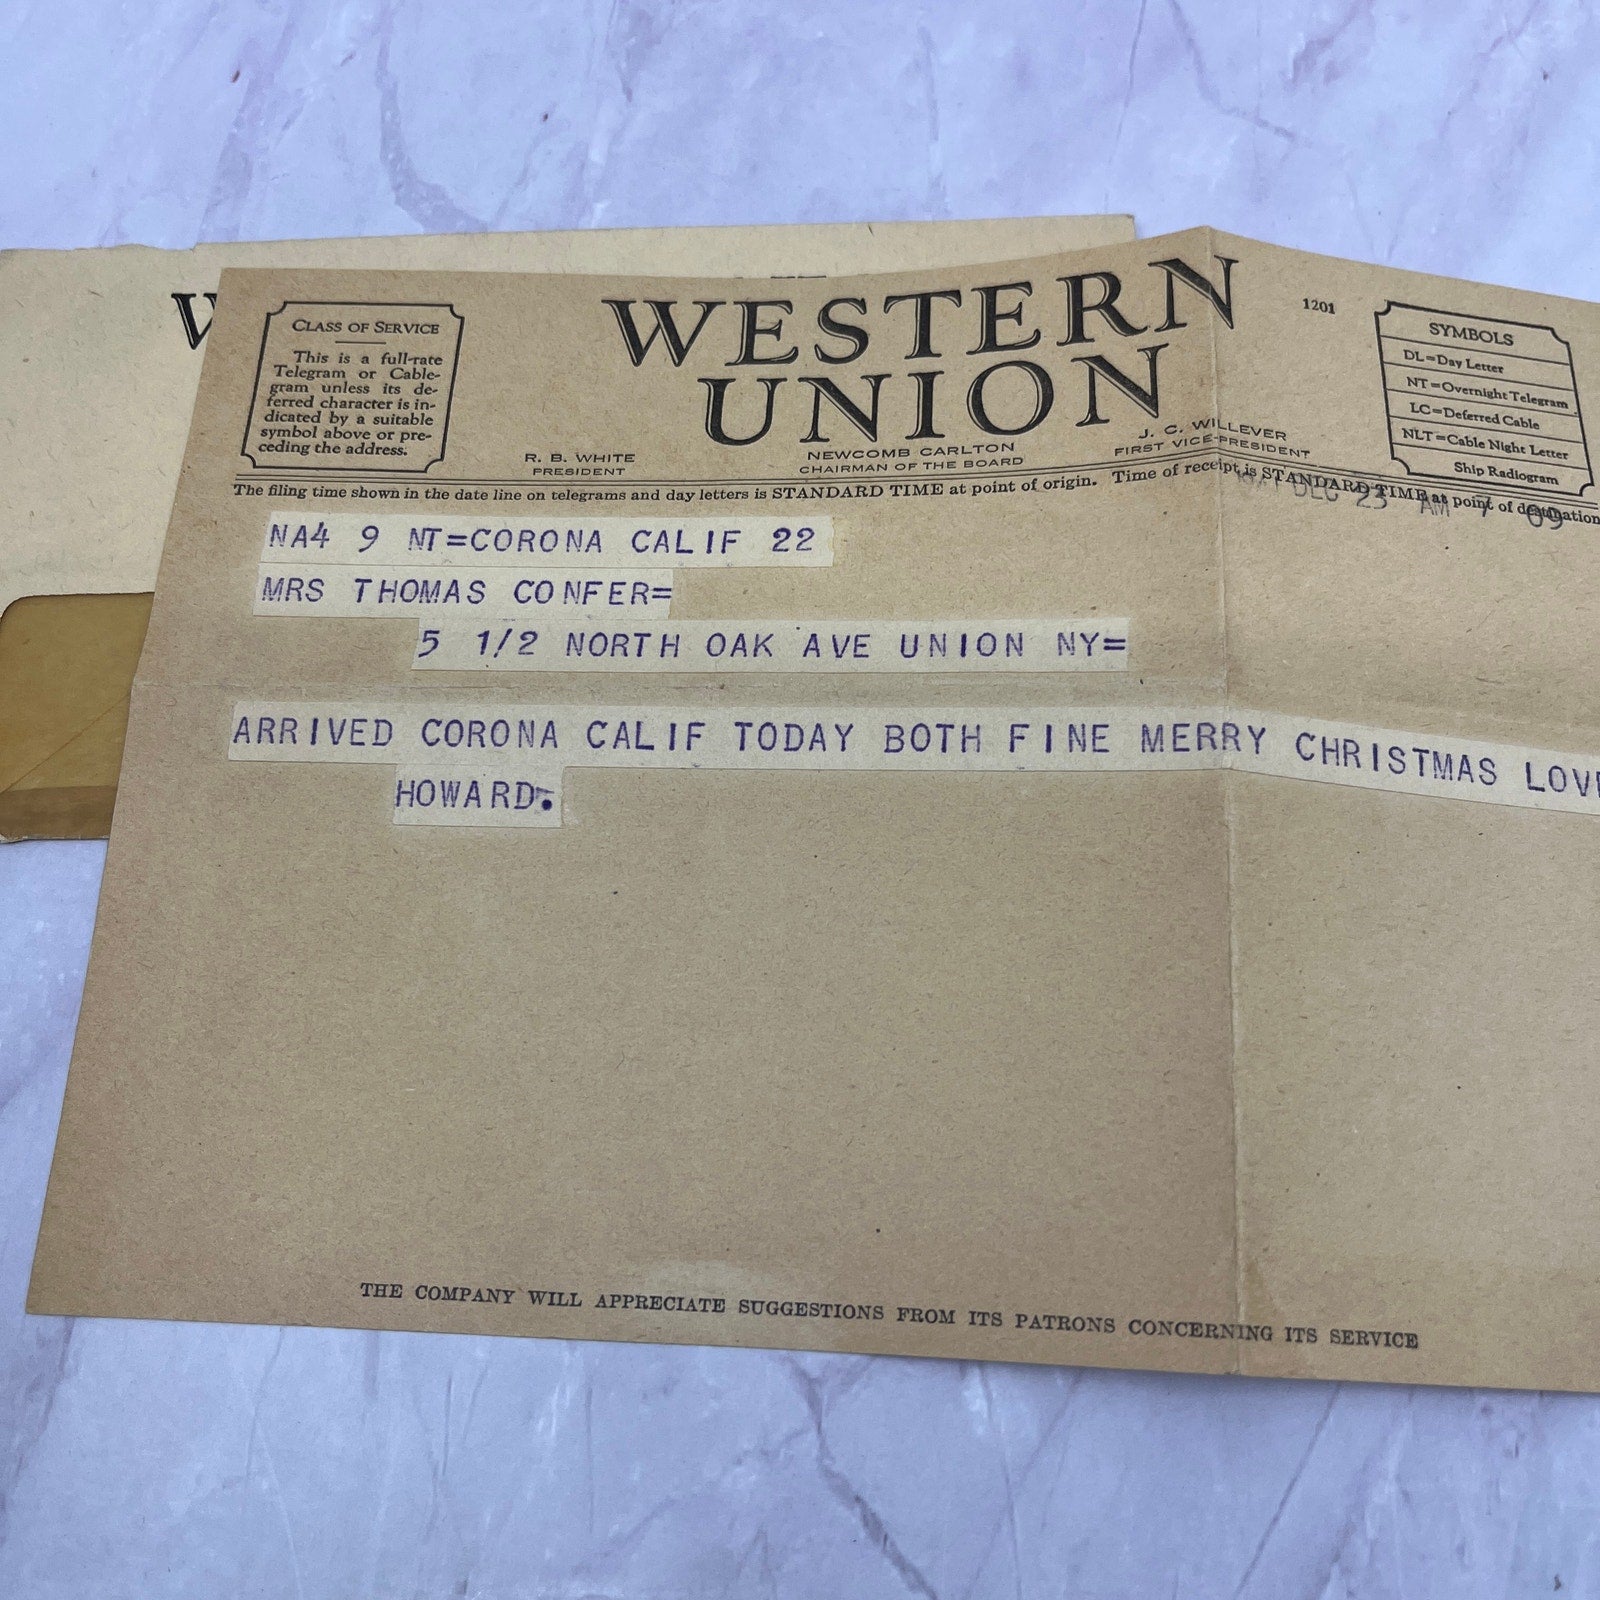 W
WESTERN
UNION
1201
CLASS OF SERVICE
This is a full-rate
Telegram or Cable-
gram unless its de-
ferred character is in-
dicated by a suitable
symbol above or pre-
ceding the address.
R. B. WHITE
PRESIDENT
NEWCOMB CARLTON
CHAIRMAN OF THE BOARD
J. C. WILLEVER
FIRST VICE-PRESIDENT
SYMBOLS
DL=Day Letter
NT=Overnight Telegram
LC=Deferred Cable
NLT=Cable Night Letter
Ship Radiogram
The filing time shown in the date line on telegrams and day letters is STANDARD TIME at point of origin. Time of receipt is STANDARD TIME at point of destination
DEC 23 AM 7 09
NA4 9 NT=CORONA CALIF 22
MRS THOMAS CONFER=
5 1/2 NORTH OAK AVE UNION NY=
ARRIVED CORONA CALIF TODAY BOTH FINE MERRY CHRISTMAS LOVE
HOWARD.
THE COMPANY WILL APPRECIATE SUGGESTIONS FROM ITS PATRONS CONCERNING ITS SERVICE